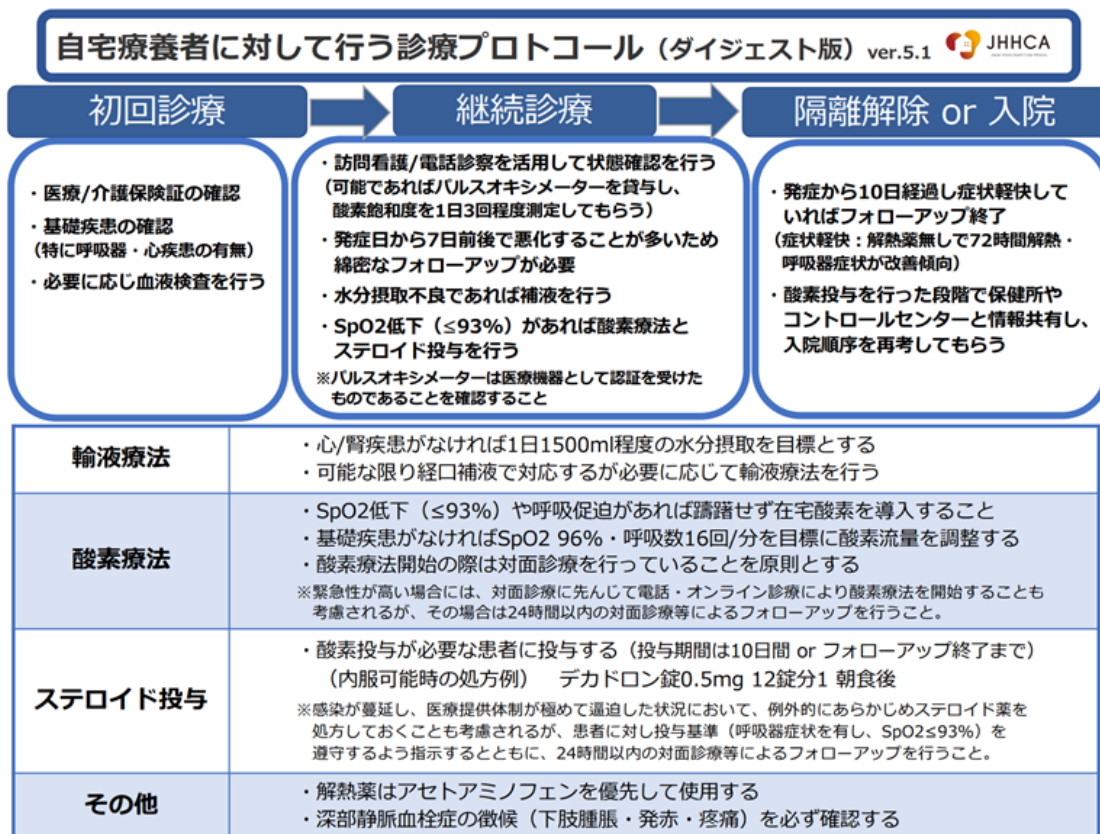 自宅療養者に対して行う診療プロトコール（ダイジェスト版）ver.5.1 JHHCA
初回診療
継続診療
隔離解除 or 入院
・医療/介護保険証の確認
・基礎疾患の確認
（特に呼吸器・心疾患の有無）
・必要に応じ血液検査を行う
・訪問看護/電話診察を活用して状態確認を行う
（可能であればパルスオキシメーターを貸与し、
酸素飽和度を1日3回程度測定してもらう）
・発症日から7日前後で悪化することが多いため
綿密なフォローアップが必要
・水分摂取不良であれば補液を行う
・SpO2低下（≤93%）があれば酸素療法と
ステロイド投与を行う
※パルスオキシメーターは医療機器として認証を受けた
ものであることを確認すること
・発症から10日経過し症状軽快して
いればフォローアップ終了
（症状軽快：解熱薬無しで72時間解熱・
呼吸器症状が改善傾向）
・酸素投与を行った段階で保健所や
コントロールセンターと情報共有し、
入院順序を再考してもらう
輸液療法
・心/腎疾患がなければ1日1500ml程度の水分摂取を目標とする
・可能な限り経口補液で対応するが必要に応じて輸液療法を行う
酸素療法
・SpO2低下（≤93%）や呼吸促迫があれば躊躇せず在宅酸素を導入すること
・基礎疾患がなければSpO2 96%・呼吸数16回/分を目標に酸素流量を調整する
・酸素療法開始の際は対面診療を行っていることを原則とする
※緊急性が高い場合には、対面診療に先んじて電話・オンライン診療により酸素療法を開始することも
考慮されるが、その場合は24時間以内の対面診療等によるフォローアップを行うこと。
ステロイド投与
・酸素投与が必要な患者に投与する（投与期間は10日間 or フォローアップ終了まで）
（内服可能時の処方例） デカドロン錠0.5mg 12錠分1 朝食後
※感染が蔓延し、医療提供体制が極めて逼迫した状況において、例外的にあらかじめステロイド薬を
処方しておくことも考慮されるが、患者に対し投与基準（呼吸器症状を有し、SpO2≤93%）を
遵守するよう指示するとともに、24時間以内の対面診療等によるフォローアップを行うこと。
その他
・解熱薬はアセトアミノフェンを優先して使用する
・深部静脈血栓症の徴候（下肢腫脹・発赤・疼痛）を必ず確認する